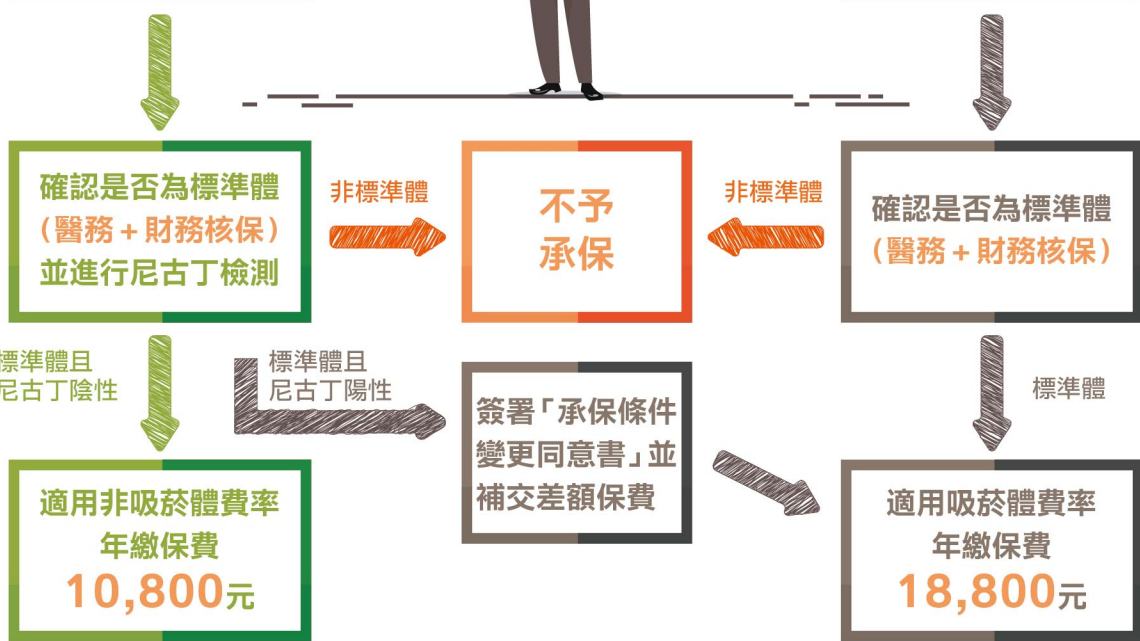 確認是否為標準體
（醫務+財務核保）
並進行尼古丁檢測
非標準體
不予
承保
非標準體
確認是否為標準體
（醫務+財務核保）
標準體且
尼古丁陰性
標準體且
尼古丁陽性
簽署「承保條件
變更同意書」並
補交差額保費
標準體
適用非吸菸體費率
年繳保費
10,800元
適用吸菸體費率
年繳保費
18,800元